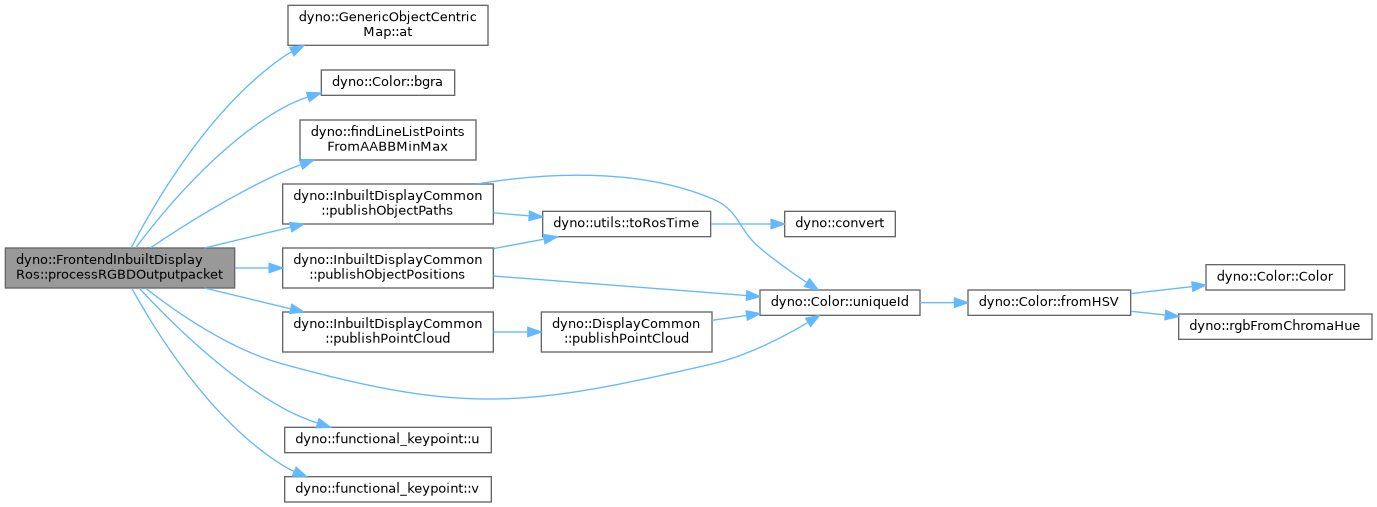 dyno::GenericObjectCentric
Map::at
dyno::Color::bgra
dyno::findLineListPoints
FromAABBMinMax
dyno::InbuiltDisplayCommon
::publishObjectPaths
dyno::utils::toRosTime
dyno::convert
dyno::FrontendInbuiltDisplay
Ros::processRGBDOutputpacket
dyno::InbuiltDisplayCommon
::publishObjectPositions
dyno::Color::uniqueId
dyno::Color::fromHSV
dyno::Color::Color
dyno::rgbFromChromaHue
dyno::InbuiltDisplayCommon
::publishPointCloud
dyno::DisplayCommon
::publishPointCloud
dyno::functional_keypoint::u
dyno::functional_keypoint::v